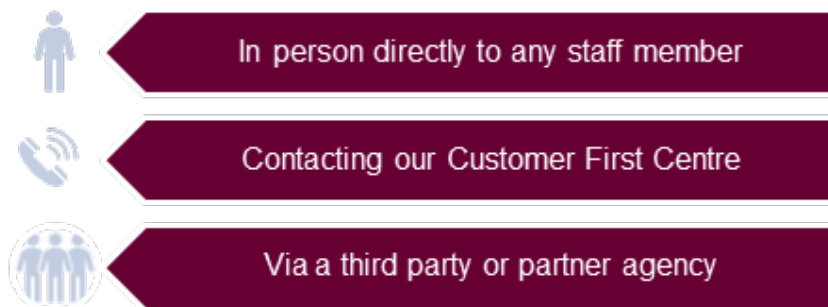 In person directly to any staff member
Contacting our Customer First Centre
Via a third party or partner agency